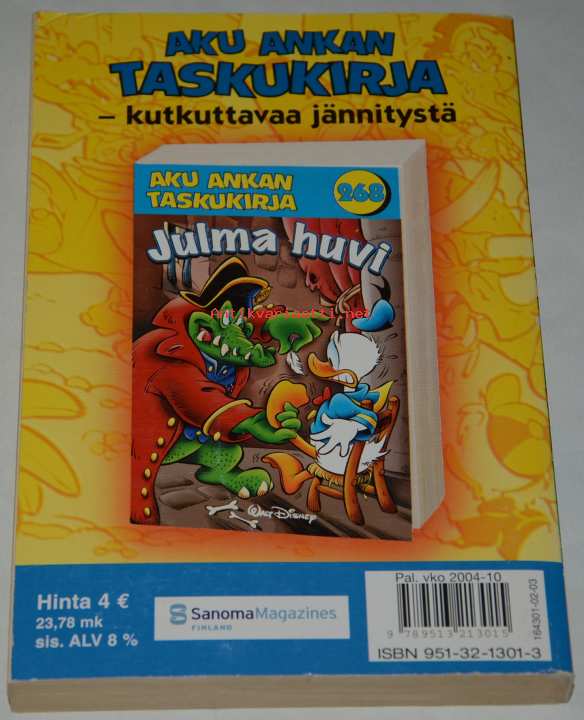 AKU ANKAN
TASKUKIRJA
– kutkuttavaa jännitystä
AKU ANKAN
TASKUKIRJA
268
Julma huvi
Antikvariaatti.net
WALT DISNEY
Hinta 4 €
23,78 mk
sis. ALV 8 %
SanomaMagazines
FINLAND
Pal. vko 2004-10
9 789513 213015
ISBN 951-32-1301-3
164301-02-03